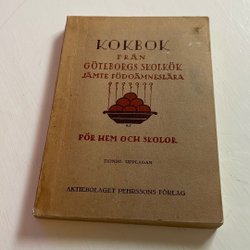 KOKBOK
FRÅN
GÖTEBORGS SKOLKÖK
JÄMTE FÖDOÄMNESLÄRA
FÖR HEM OCH SKOLOR
UPPLAGAN
AKTIEBOLAGET PEHRSSONS FÖRLAG